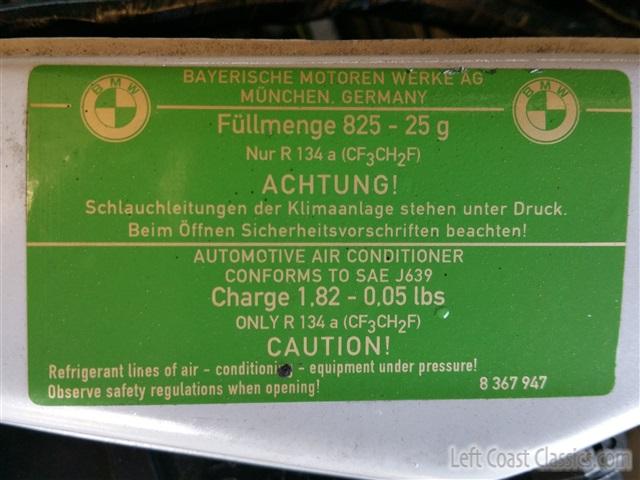 BMW
BMW
BAYERISCHE MOTOREN WERKE AG
MÜNCHEN, GERMANY
Füllmenge 825 - 25 g
Nur R 134 a (CF₃CH₂F)
ACHTUNG!
Schlauchleitungen der Klimaanlage stehen unter Druck.
Beim Öffnen Sicherheitsvorschriften beachten!
AUTOMOTIVE AIR CONDITIONER
CONFORMS TO SAE J639
Charge 1.82 - 0,05 lbs
ONLY R 134 a (CF₃CH₂F)
CAUTION!
Refrigerant lines of air - conditioning - equipment under pressure!
Observe safety regulations when opening!
8 367 947
Left Coast Classics.com